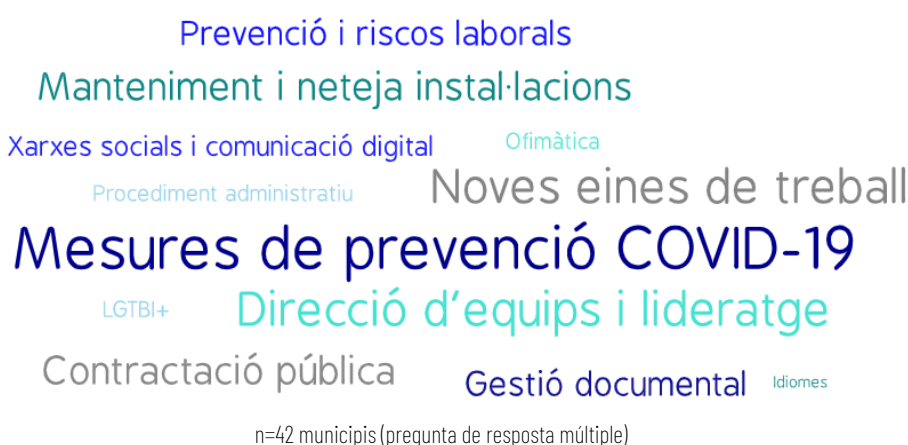 Prevenció i riscos laborals
Manteniment i neteja instal·lacions
Xarxes socials i comunicació digital
Ofimàtica
Procediment administratiu
Noves eines de treball
Mesures de prevenció COVID-19
LGTBI+
Direcció d'equips i lideratge
Contractació pública
Gestió documental
Idiomes
n=42 municipis (pregunta de resposta múltiple)